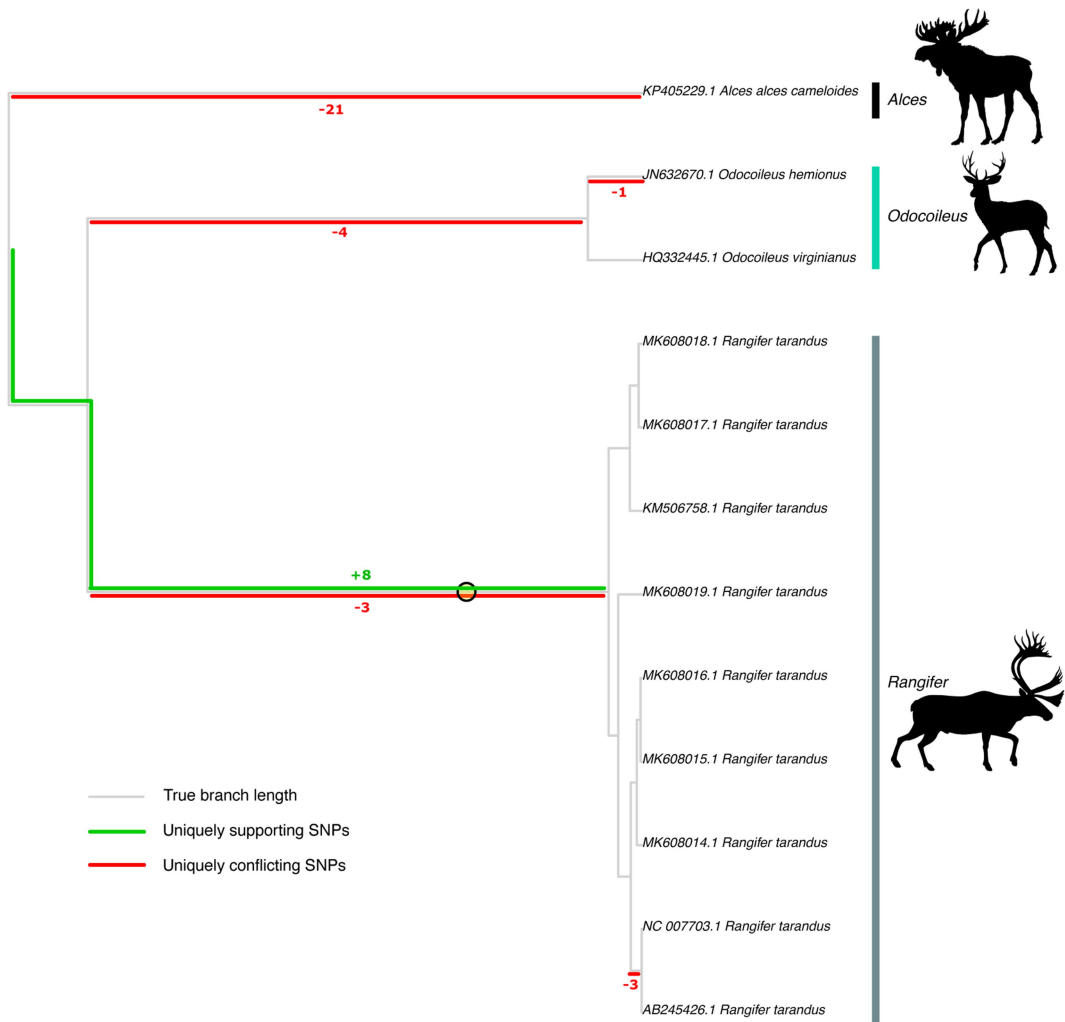 KP405229.1 Alces alces cameloides
Alces
-21
JN632670.1 Odocoileus hemionus
-1
Odocoileus
-4
HQ332445.1 Odocoileus virginianus
MK608018.1 Rangifer tarandus
MK608017.1 Rangifer tarandus
KM506758.1 Rangifer tarandus
+8
MK608019.1 Rangifer tarandus
-3
MK608016.1 Rangifer tarandus
Rangifer
MK608015.1 Rangifer tarandus
True branch length
Uniquely supporting SNPs
MK608014.1 Rangifer tarandus
Uniquely conflicting SNPs
NC 007703.1 Rangifer tarandus
-3
AB245426.1 Rangifer tarandus